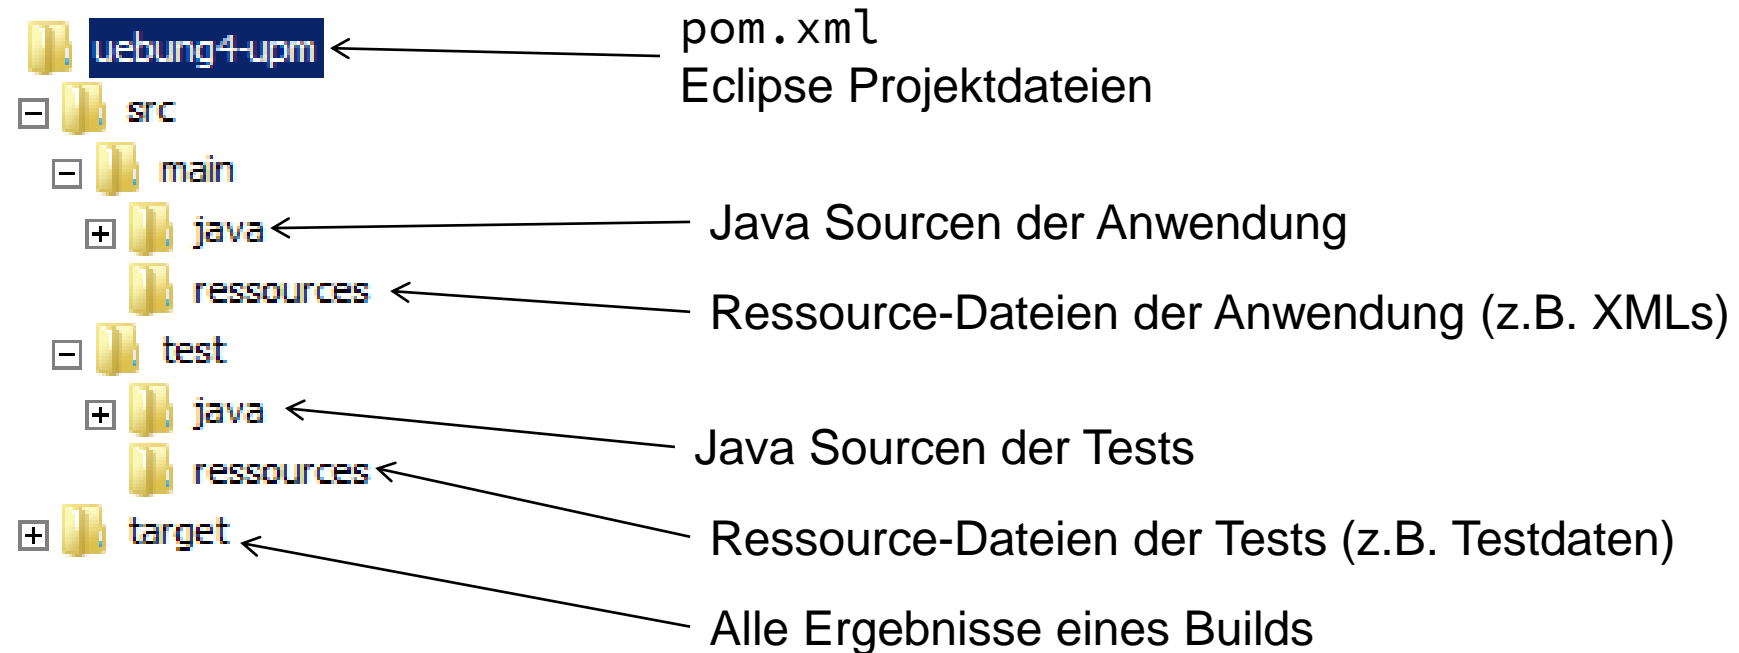 uebung4-upm
pom.xml
Eclipse Projektdateien
src
main
java
Java Sourcen der Anwendung
ressources
Ressource-Dateien der Anwendung (z.B. XMLs)
test
java
Java Sourcen der Tests
ressources
Ressource-Dateien der Tests (z.B. Testdaten)
target
Alle Ergebnisse eines Builds